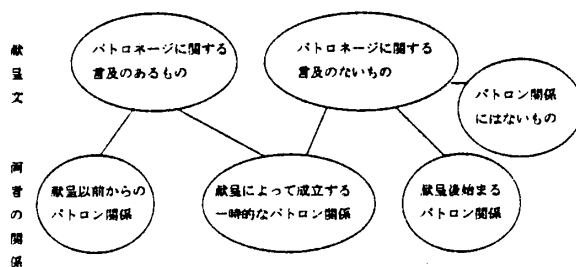 献呈文
パトロネージに関する
言及のあるもの
パトロネージに関する
言及のないもの
パトロン関係
にはないもの
両者の関係
献呈以前からの
パトロン関係
献呈によって成立する
一時的なパトロン関係
献呈後始まる
パトロン関係